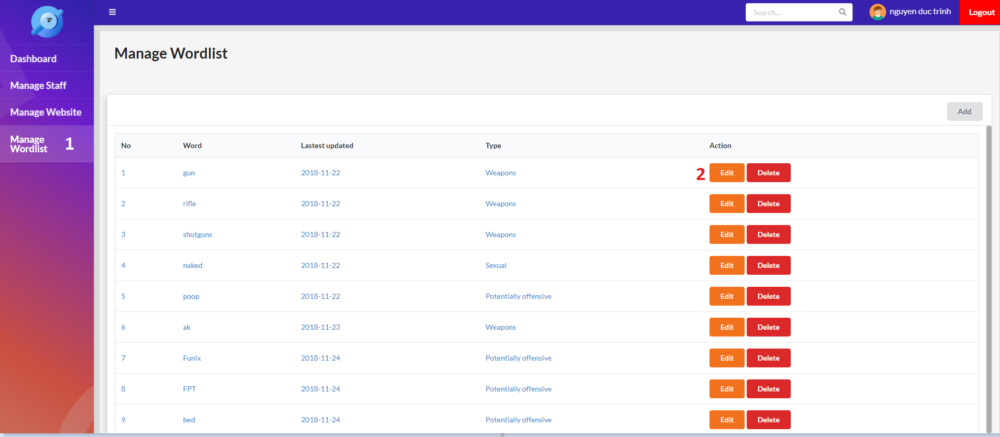 Search...
nguyen duc trinh
Logout
Dashboard
Manage Staff
Manage Website
Manage
Wordlist
1
Manage Wordlist
Add
No Word Lastest updated Type Action
1 gun 2018-11-22 Weapons 2 Edit Delete
2 rifle 2018-11-22 Weapons Edit Delete
3 shotguns 2018-11-22 Weapons Edit Delete
4 naked 2018-11-22 Sexual Edit Delete
5 poop 2018-11-22 Potentially offensive Edit Delete
6 ak 2018-11-23 Weapons Edit Delete
7 Funix 2018-11-24 Potentially offensive Edit Delete
8 FPT 2018-11-24 Potentially offensive Edit Delete
9 bed 2018-11-24 Potentially offensive Edit Delete